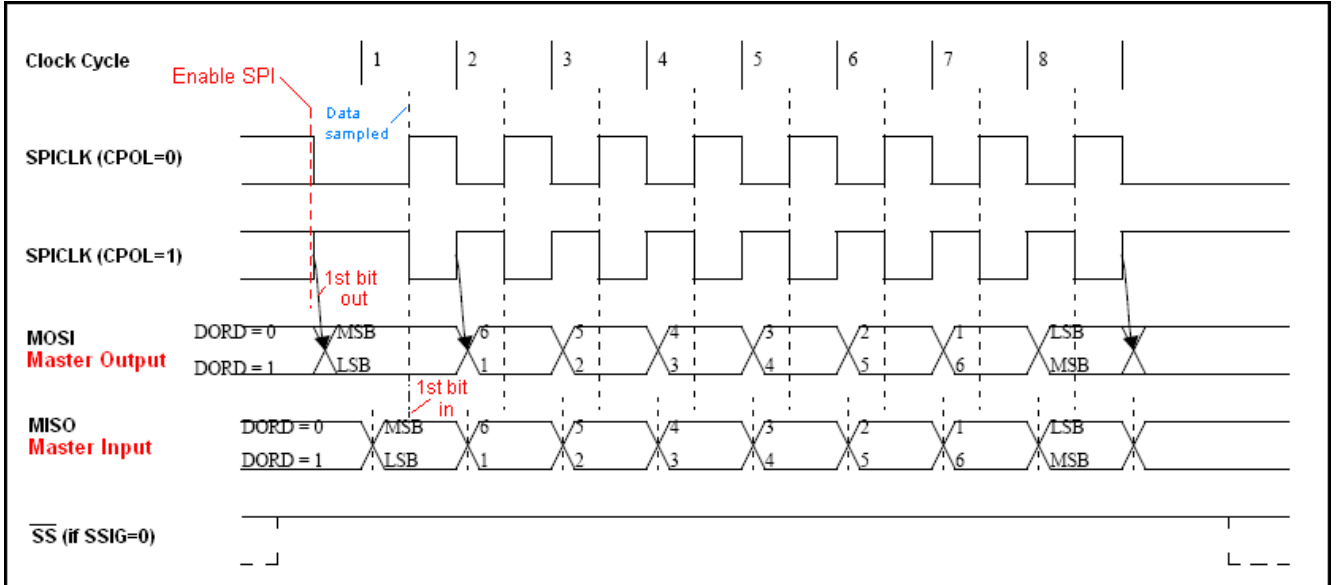 Clock Cycle 1 2 3 4 5 6 7 8
Enable SPI
Data
sampled
SPICLK (CPOL=0)
SPICLK (CPOL=1)
1st bit
out
MOSI
Master Output
DORD = 0 MSB 6 5 4 3 2 1 LSB
DORD = 1 LSB 1 2 3 4 5 6 MSB
1st bit
in
MISO
Master Input
DORD = 0 MSB 6 5 4 3 2 1 LSB
DORD = 1 LSB 1 2 3 4 5 6 MSB
SS (if SSIG=0)